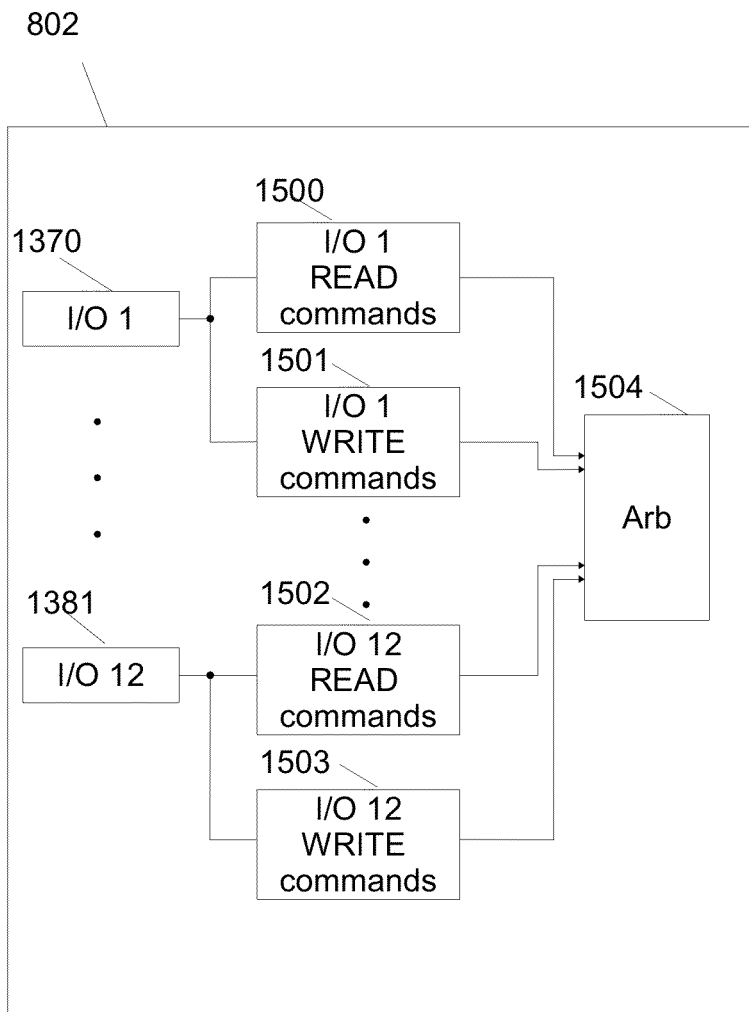 802
1500
I/O 1
READ
commands
1370
I/O 1
1501
I/O 1
WRITE
commands
1504
Arb
1502
I/O 12
READ
commands
1381
I/O 12
1503
I/O 12
WRITE
commands